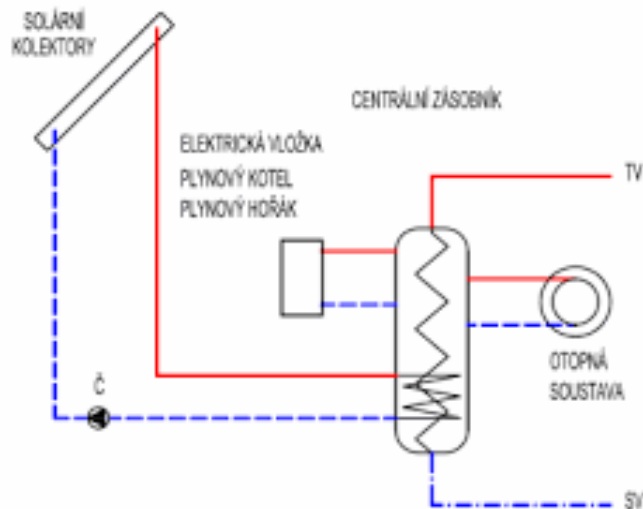 SOLÁRNÍ
KOLEKTORY
CENTRÁLNÍ ZÁSOBNÍK
ELEKTRICKÁ VLOŽKA
PLYNOVÝ KOTEL
PLYNOVÝ HOŘÁK
TV
OTOPNÁ
SOUSTAVA
Č
SV